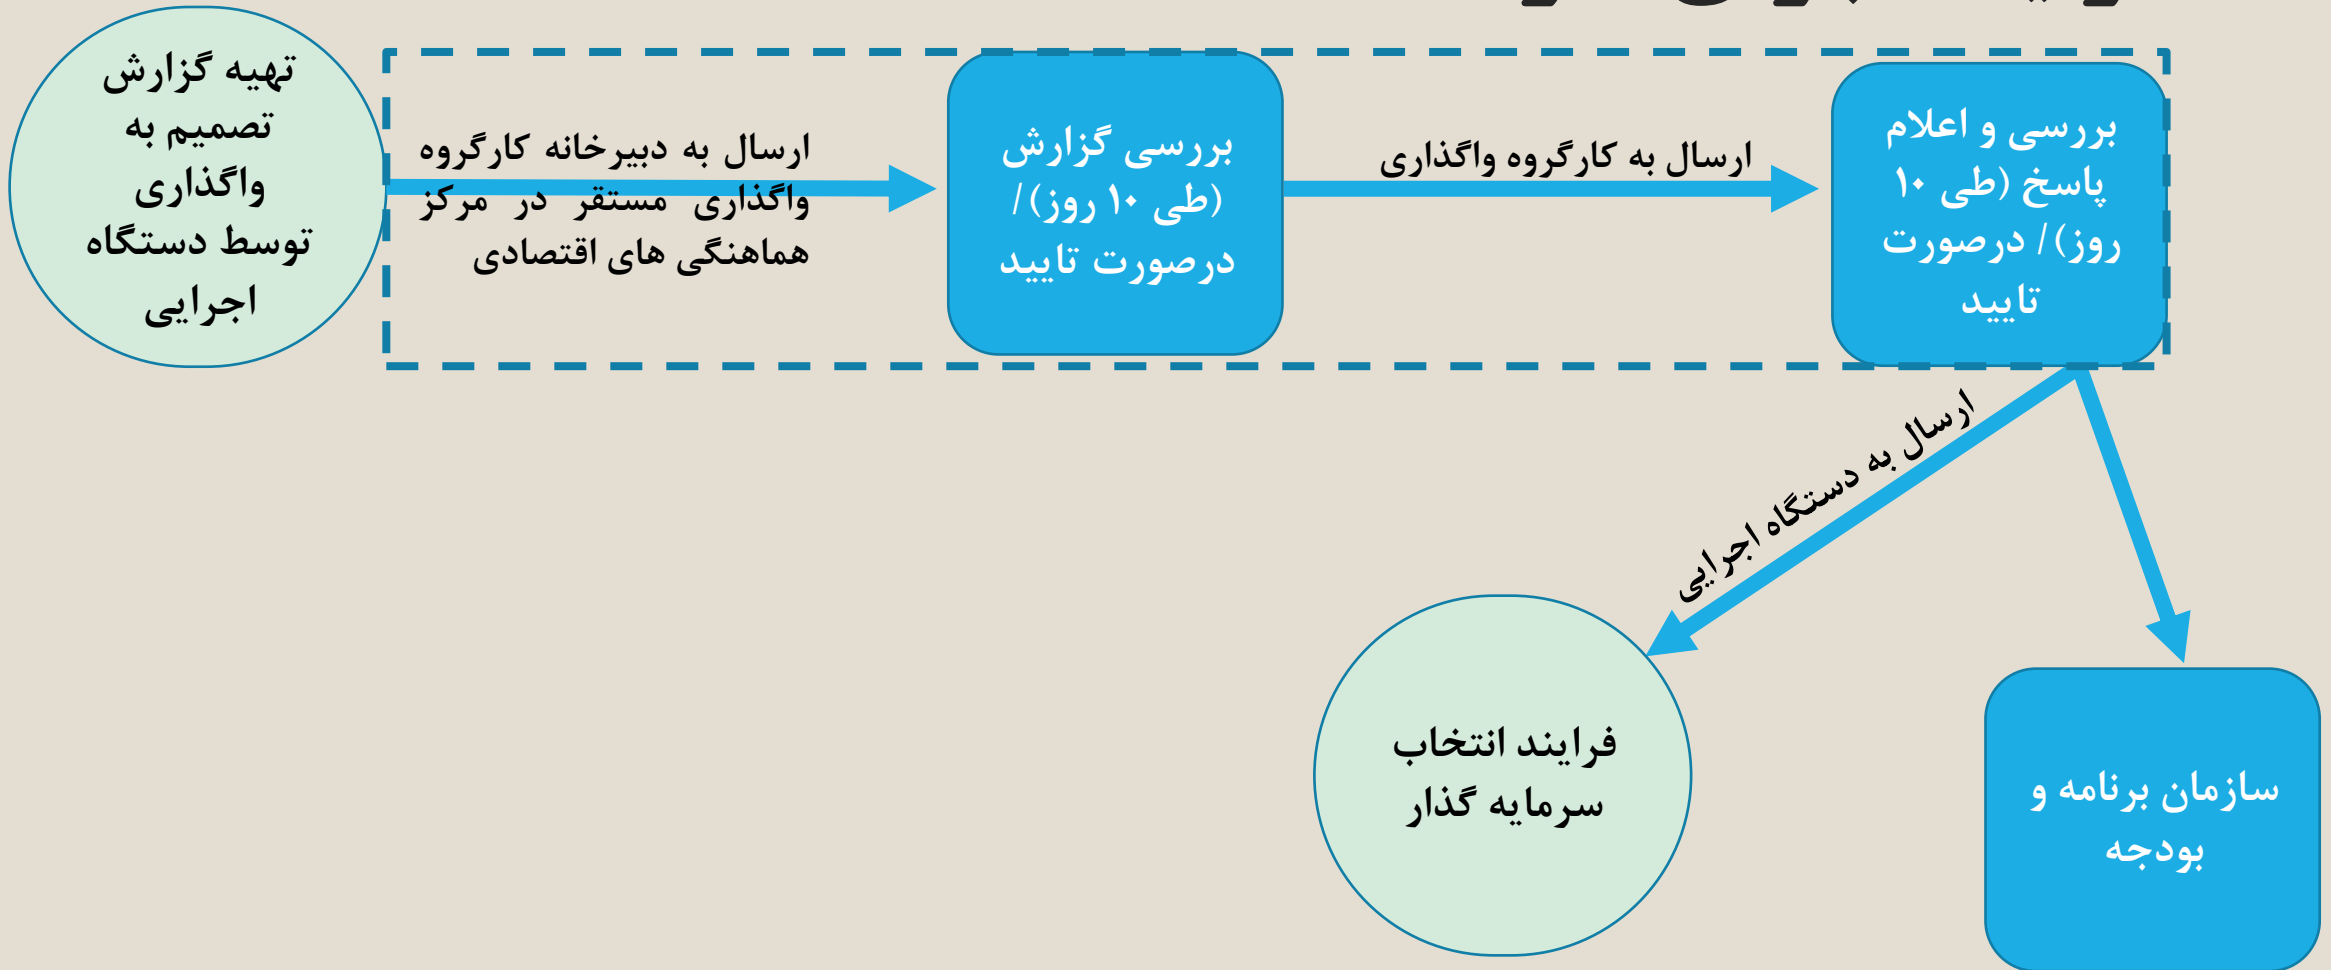 تهیه گزارش
تصمیم به
واگذاری
توسط دستگاه
اجرایی
ارسال به دبیرخانه کارگروه
واگذاری مستقر در مرکز
هماهنگی های اقتصادی
بررسی گزارش
(طی ۱۰ روز)/
درصورت تایید
ارسال به کارگروه واگذاری
بررسی و اعلام
پاسخ (طی ۱۰
روز)/ درصورت
تایید
ارسال به دستگاه اجرایی
فرایند انتخاب
سرمایه گذار
سازمان برنامه و
بودجه